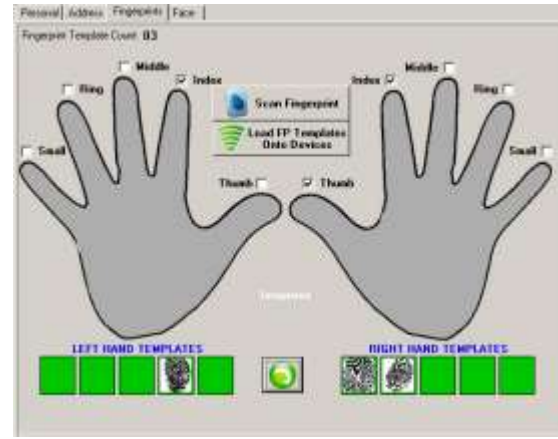 Personal Address Fingerprints Face
Fingerprint Template Count 03
Middle
Ring
Index
Small
Thumb
Scan Fingerprint
Load FP Templates
Onto Devices
Middle
Index
Ring
Small
Thumb
Templates
LEFT HAND TEMPLATES
RIGHT HAND TEMPLATES